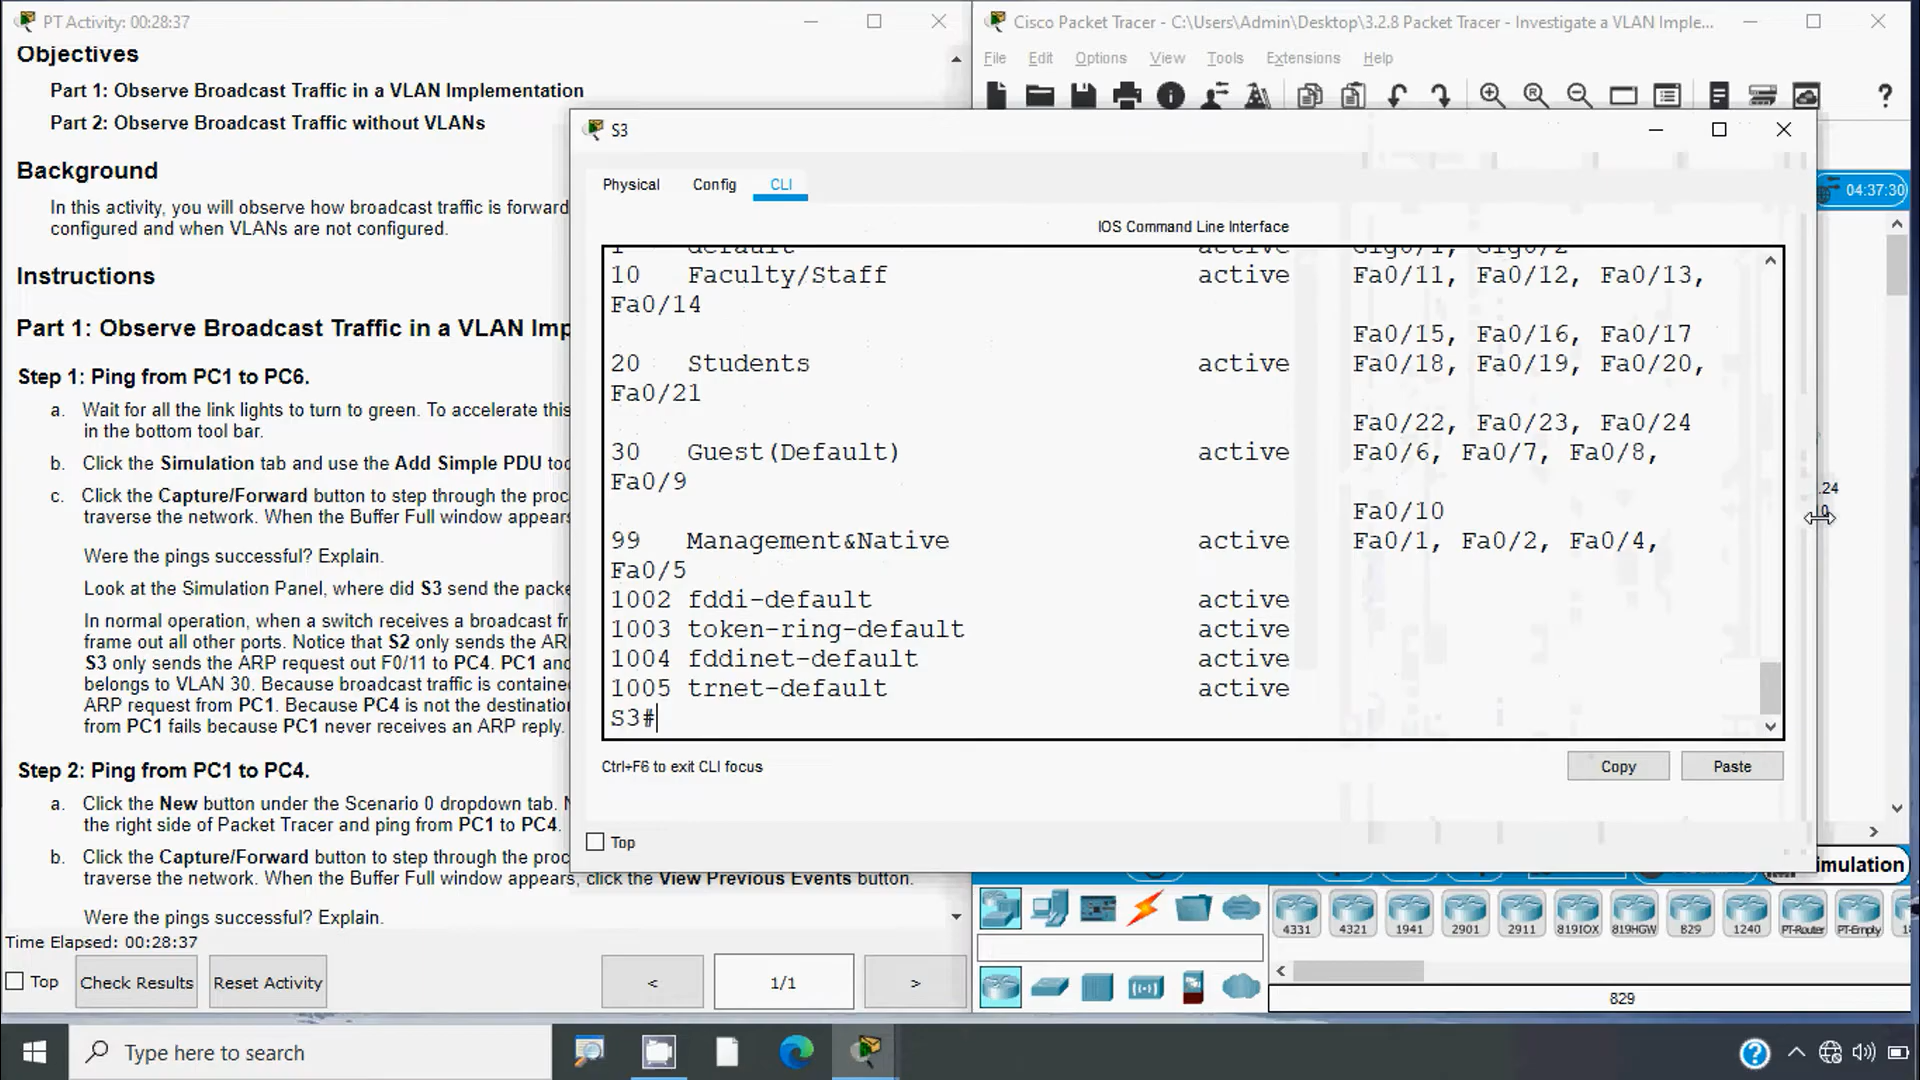 PT Activity: 00:28:37
Objectives
Part 1: Observe Broadcast Traffic in a VLAN Implementation
Part 2: Observe Broadcast Traffic without VLANs
Background
In this activity, you will observe how broadcast traffic is forward
configured and when VLANs are not configured.
Instructions
Part 1: Observe Broadcast Traffic in a VLAN Imp
Step 1: Ping from PC1 to PC6.
a. Wait for all the link lights to turn to green. To accelerate this
in the bottom tool bar.
b. Click the Simulation tab and use the Add Simple PDU too
c. Click the Capture/Forward button to step through the proc
traverse the network. When the Buffer Full window appears
Were the pings successful? Explain.
Look at the Simulation Panel, where did S3 send the packe
In normal operation, when a switch receives a broadcast fr
frame out all other ports. Notice that S2 only sends the AR
S3 only sends the ARP request out F0/11 to PC4. PC1 and
belongs to VLAN 30. Because broadcast traffic is containe
ARP request from PC1. Because PC4 is not the destination
from PC1 fails because PC1 never receives an ARP reply.
Step 2: Ping from PC1 to PC4.
a. Click the New button under the Scenario 0 dropdown tab. N
the right side of Packet Tracer and ping from PC1 to PC4.
b. Click the Capture/Forward button to step through the proc
traverse the network. When the Buffer Full window appears, click the View Previous Events button.
Were the pings successful? Explain.
Time Elapsed: 00:28:37
Top
Check Results
Reset Activity
<
1/1
>
Cisco Packet Tracer - C:\Users\Admin\Desktop\3.2.8 Packet Tracer - Investigate a VLAN Imple...
File Edit Options View Tools Extensions Help
04:37:30
S3
Physical Config CLI
IOS Command Line Interface
1 default active Gig0/1, Gig0/2
10 Faculty/Staff active Fa0/11, Fa0/12, Fa0/13,
Fa0/14
Fa0/15, Fa0/16, Fa0/17
20 Students active Fa0/18, Fa0/19, Fa0/20,
Fa0/21
Fa0/22, Fa0/23, Fa0/24
30 Guest(Default) active Fa0/6, Fa0/7, Fa0/8,
Fa0/9
Fa0/10
99 Management&Native active Fa0/1, Fa0/2, Fa0/4,
Fa0/5
1002 fddi-default active
1003 token-ring-default active
1004 fddinet-default active
1005 trnet-default active
S3#
Ctrl+F6 to exit CLI focus
Copy
Paste
Top
.24
imulation
4331 4321 1941 2901 2911 819IOX 819HGW 829 1240 PT-Router PT-Empty
829
Type here to search